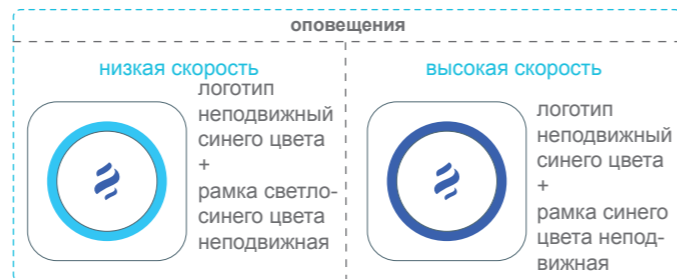 оповещения
низкая скорость
логотип
неподвижный
синего цвета
+
рамка светло-
синего цвета
неподвижная
высокая скорость
логотип
неподвижный
синего цвета
+
рамка синего
цвета непод-
вижная